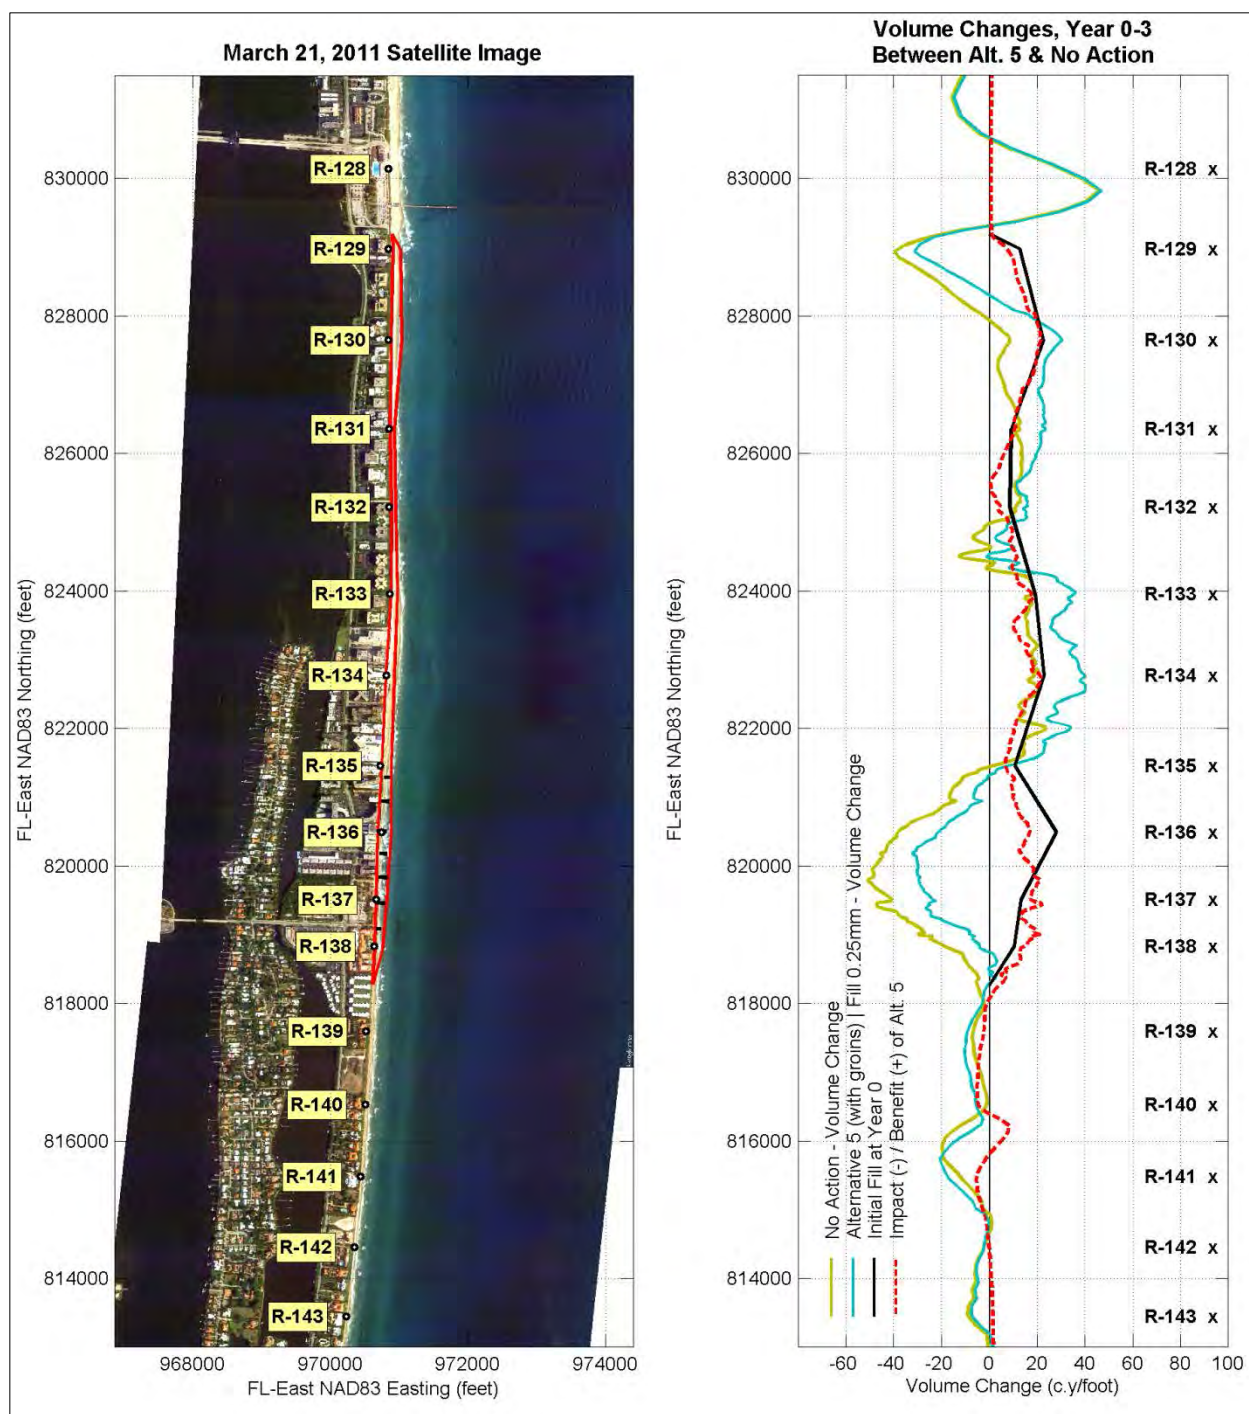 March 21, 2011 Satellite Image
FL-East NAD83 Northing (feet)
830000
828000
826000
824000
822000
820000
818000
816000
814000
R-128
R-129
R-130
R-131
R-132
R-133
R-134
R-135
R-136
R-137
R-138
R-139
R-140
R-141
R-142
R-143
968000 970000 972000 974000
FL-East NAD83 Easting (feet)
Volume Changes, Year 0-3
Between Alt. 5 & No Action
FL-East NAD83 Northing (feet)
830000
828000
826000
824000
822000
820000
818000
816000
814000
R-128 x
R-129 x
R-130 x
R-131 x
R-132 x
R-133 x
R-134 x
R-135 x
R-136 x
R-137 x
R-138 x
R-139 x
R-140 x
R-141 x
R-142 x
R-143 x
No Action - Volume Change
Alternative 5 (with groins) | Fill 0.25mm - Volume Change
Initial Fill at Year 0
Impact (-) / Benefit (+) of Alt. 5
-60 -40 -20 0 20 40 60 80 100
Volume Change (c.y/foot)